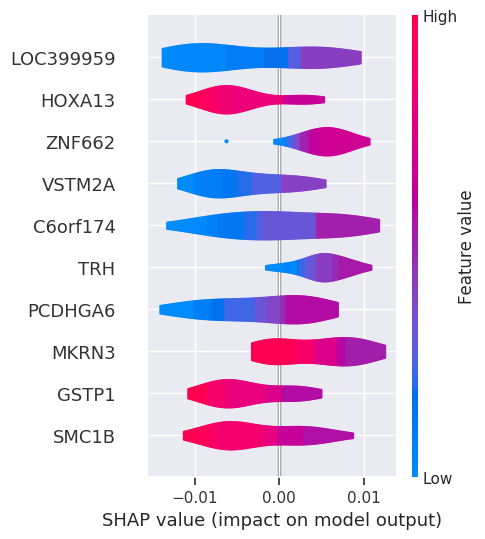 High
LOC399959
HOXA13
ZNF662
VSTM2A
C6orf174
TRH
PCDHGA6
MKRN3
GSTP1
SMC1B
Feature value
Low
−0.01 0.00 0.01
SHAP value (impact on model output)